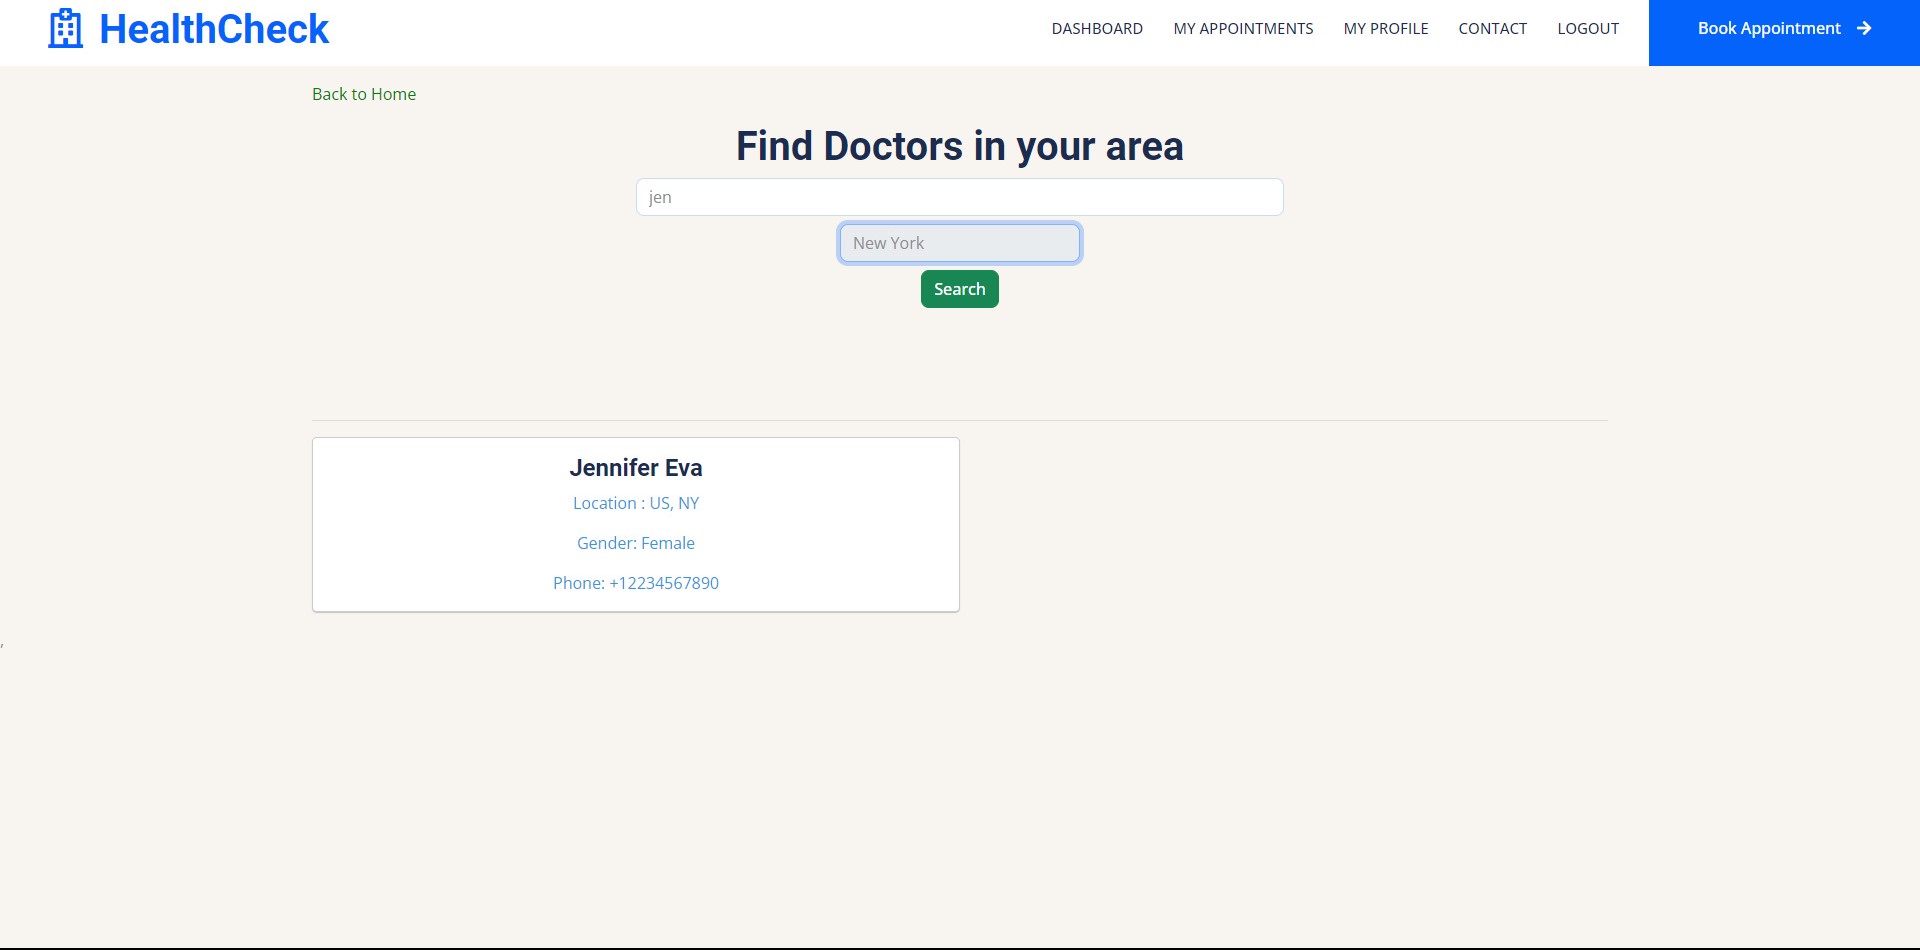 HealthCheck
DASHBOARD MY APPOINTMENTS MY PROFILE CONTACT LOGOUT Book Appointment
Back to Home
Find Doctors in your area
jen
New York
Search
Jennifer Eva
Location : US, NY
Gender: Female
Phone: +12234567890
,